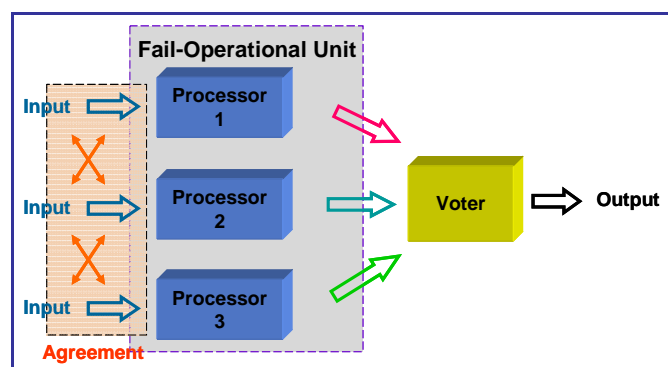 Fail-Operational Unit
Input
Processor
1
Input
Processor
2
Voter
Output
Input
Processor
3
Agreement